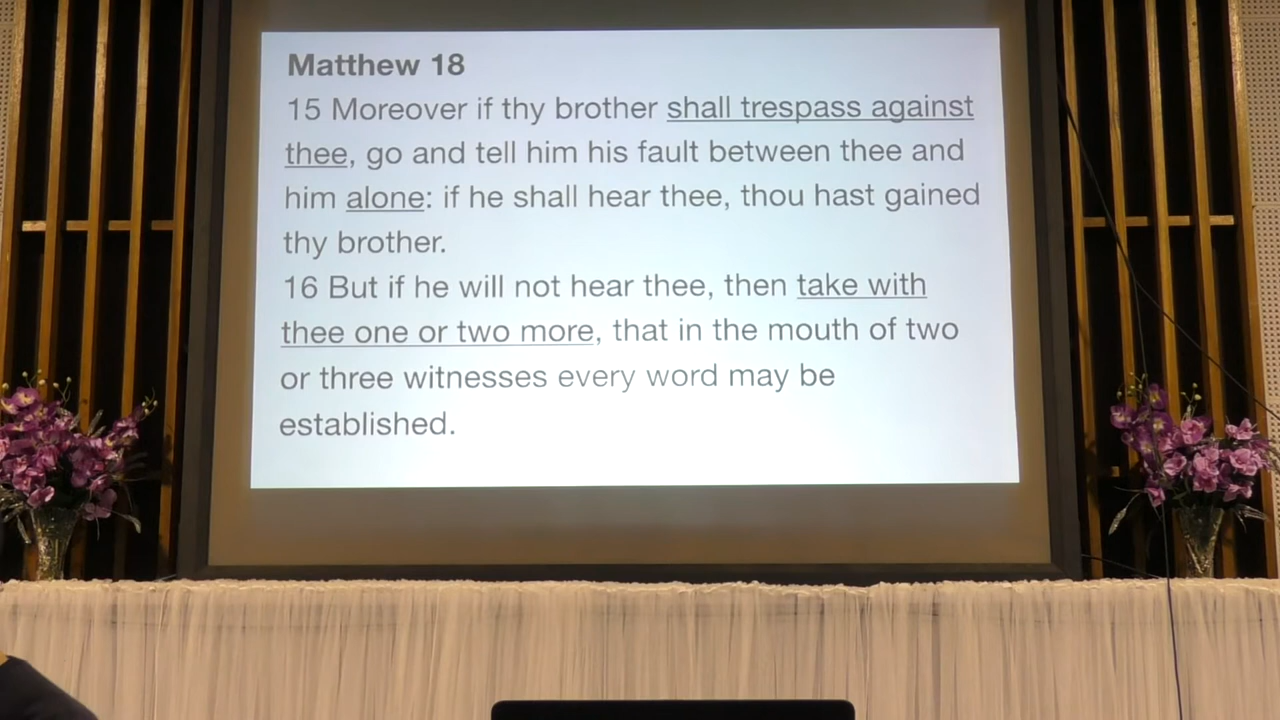 Matthew 18
15 Moreover if thy brother shall trespass against
thee, go and tell him his fault between thee and
him alone: if he shall hear thee, thou hast gained
thy brother.
16 But if he will not hear thee, then take with
thee one or two more, that in the mouth of two
or three witnesses every word may be
established.